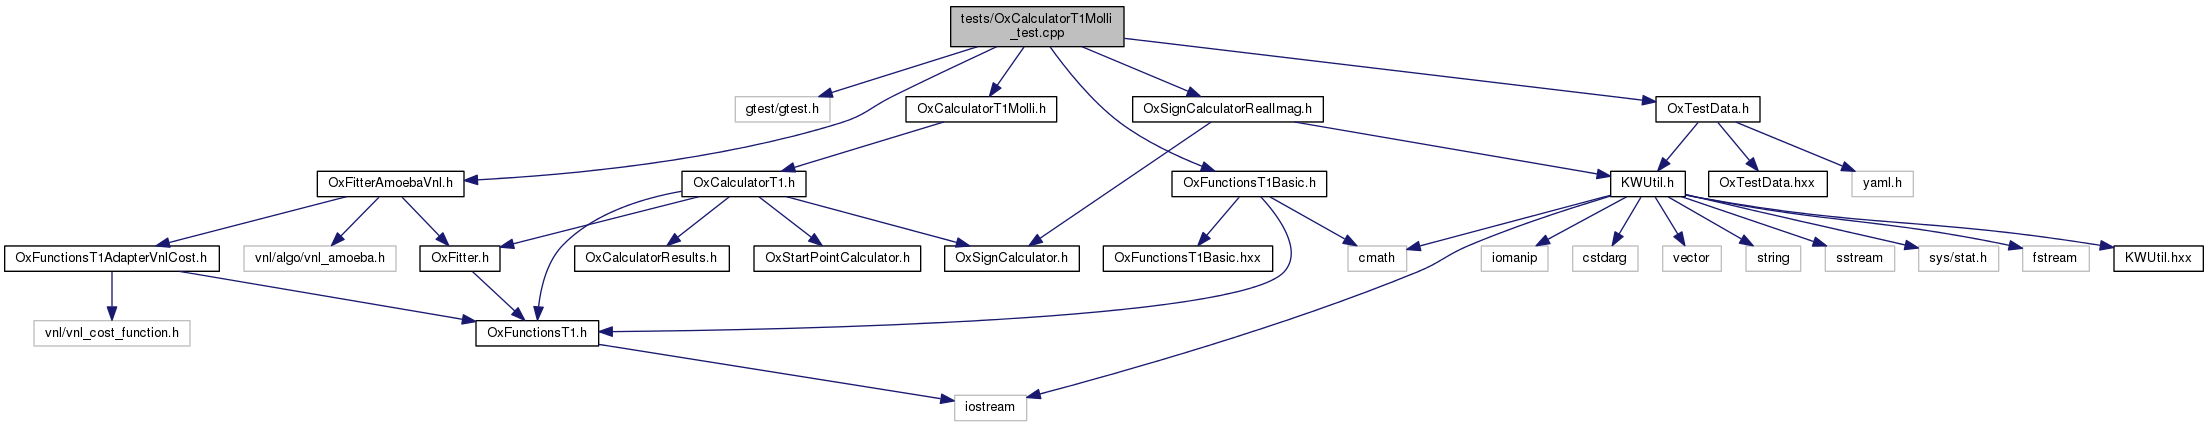 tests/OxCalculatorT1Molli
_test.cpp
gtest/gtest.h
OxCalculatorT1Molli.h
OxSignCalculatorRealImag.h
OxTestData.h
OxFitterAmoebaVnl.h
OxCalculatorT1.h
OxFunctionsT1Basic.h
KWUtil.h
OxTestData.hxx
yaml.h
OxFunctionsT1AdapterVnlCost.h
vnl/algo/vnl_amoeba.h
OxFitter.h
OxCalculatorResults.h
OxStartPointCalculator.h
OxSignCalculator.h
OxFunctionsT1Basic.hxx
cmath
iomanip
cstdarg
vector
string
sstream
sys/stat.h
fstream
KWUtil.hxx
vnl/vnl_cost_function.h
OxFunctionsT1.h
iostream